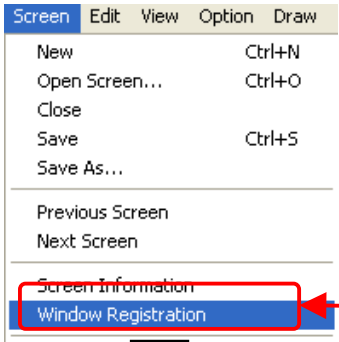 Screen Edit View Option Draw
New Ctrl+N
Open Screen... Ctrl+O
Close
Save Ctrl+S
Save As...
Previous Screen
Next Screen
Screen Information
Window Registration